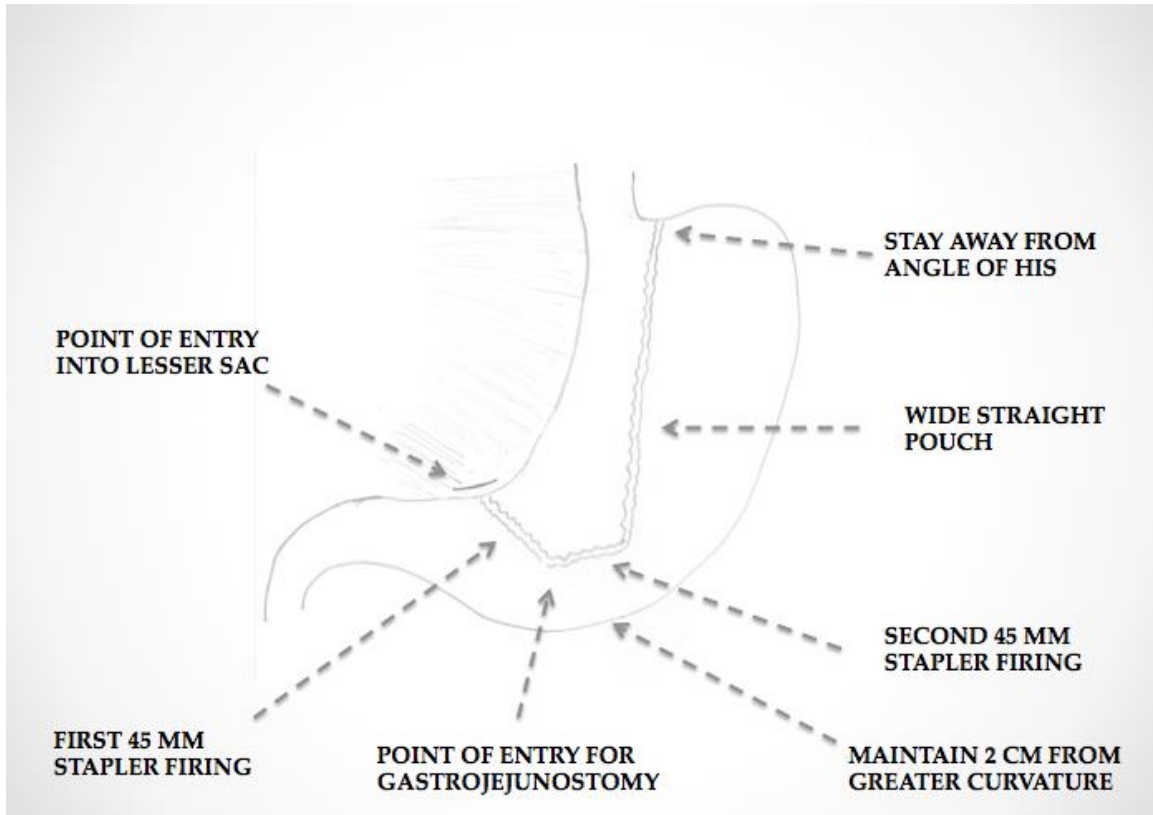 STAY AWAY FROM
ANGLE OF HIS
POINT OF ENTRY
INTO LESSER SAC
WIDE STRAIGHT
POUCH
SECOND 45 MM
STAPLER FIRING
FIRST 45 MM
STAPLER FIRING
POINT OF ENTRY FOR
GASTROJEJUNOSTOMY
MAINTAIN 2 CM FROM
GREATER CURVATURE